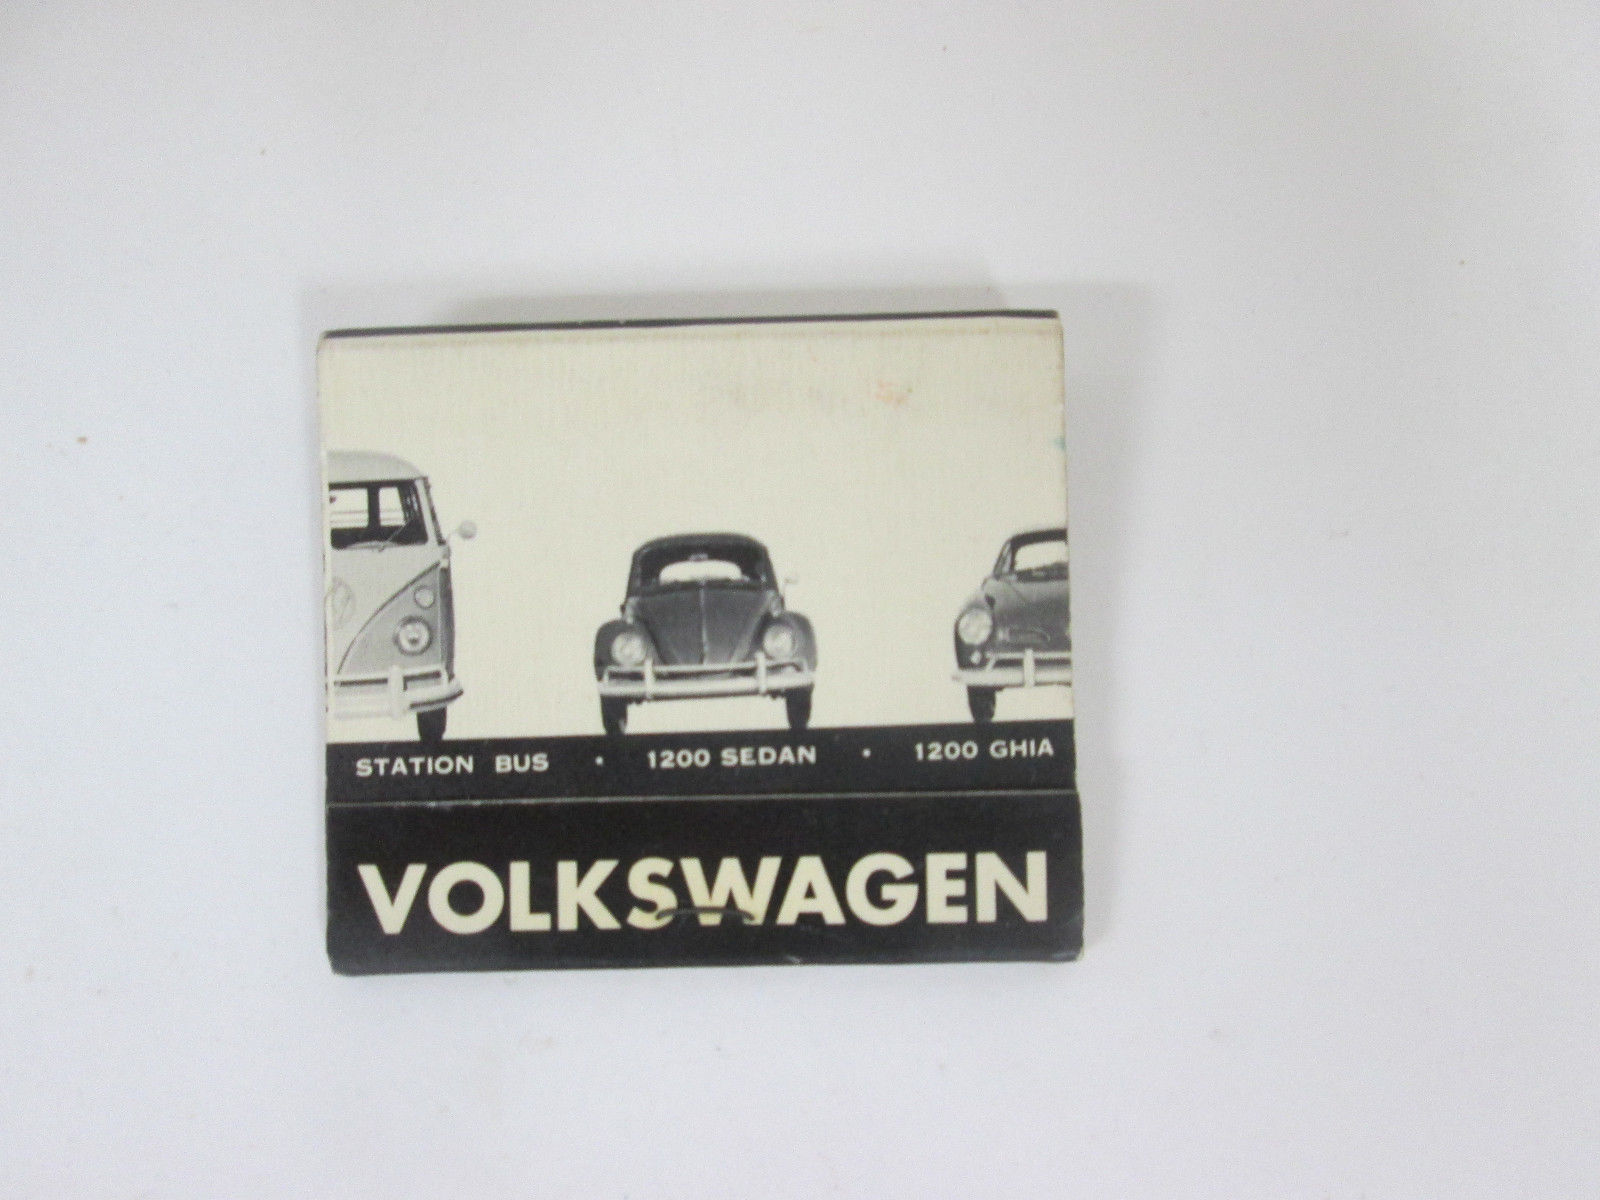 STATION BUS • 1200 SEDAN • 1200 GHIA
VOLKSWAGEN